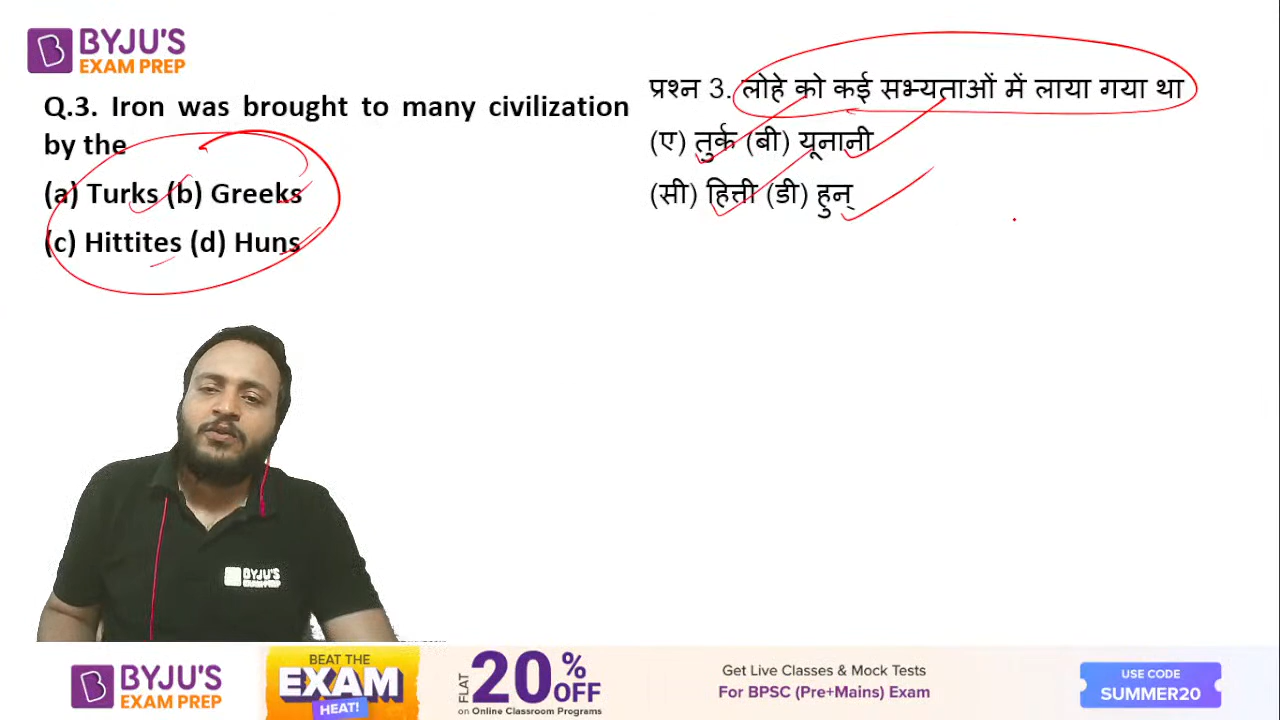 BYJU'S
EXAM PREP
Q.3. Iron was brought to many civilization
by the
(a) Turks (b) Greeks
(c) Hittites (d) Huns
प्रश्न 3. लोहे को कई सभ्यताओं में लाया गया था
(ए) तुर्क (बी) यूनानी
(सी) हित्ती (डी) हुन्
BYJU'S
EXAM PREP
BYJU'S
EXAM PREP
BEAT THE
EXAM
HEAT!
FLAT 20% OFF
on Online Classroom Programs
Get Live Classes & Mock Tests
For BPSC (Pre+Mains) Exam
USE CODE
SUMMER20